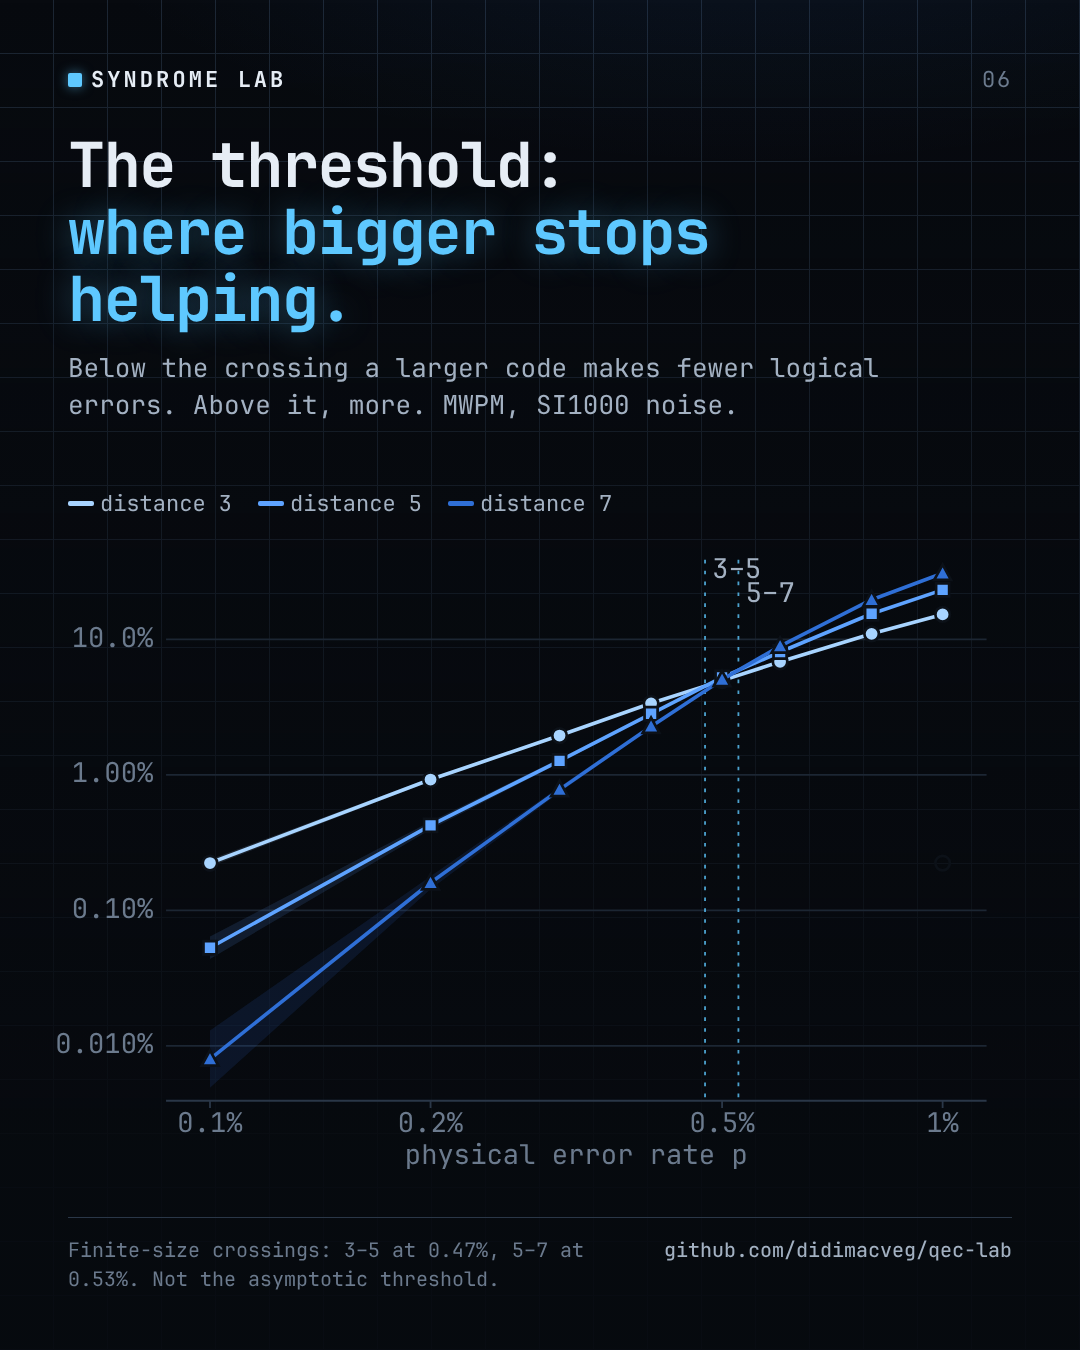 SYNDROME LAB
06
The threshold:
where bigger stops
helping.
Below the crossing a larger code makes fewer logical
errors. Above it, more. MWPM, SI1000 noise.
distance 3 distance 5 distance 7
3–5
5–7
10.0%
1.00%
0.10%
0.010%
0.1% 0.2% 0.5% 1%
physical error rate p
Finite-size crossings: 3–5 at 0.47%, 5–7 at
0.53%. Not the asymptotic threshold.
github.com/didimacveg/qec-lab